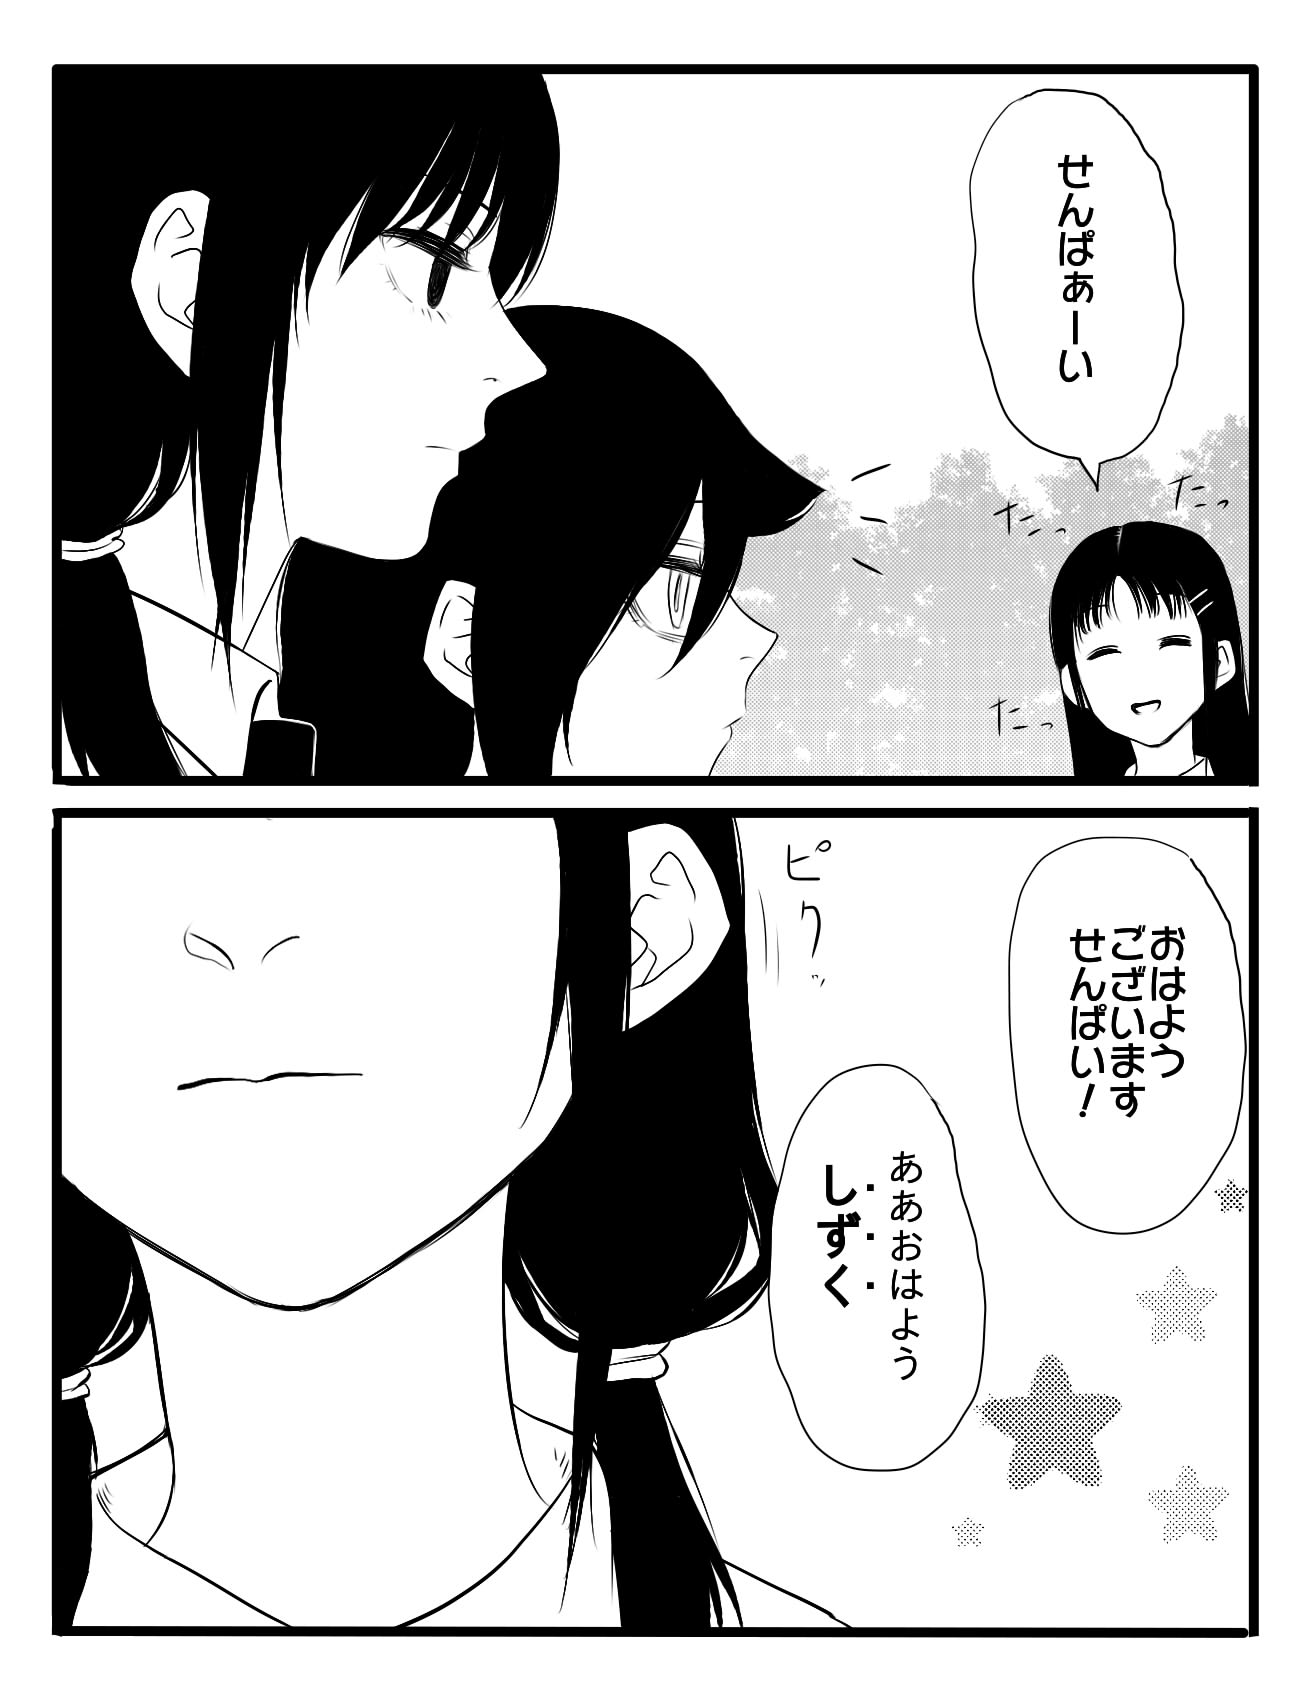 せんぱぁーい
たっ
たっ
たっ
おはよう
ございます
せんぱい！
ピク
ああおはよう
しずく